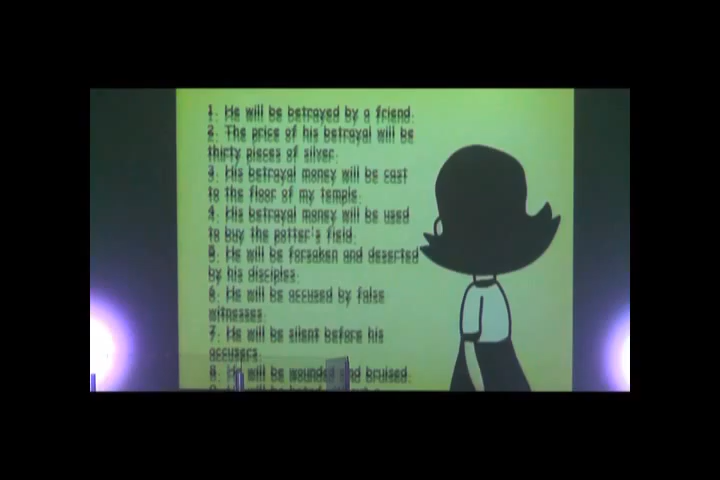 1. He will be betrayed by a friend.
2. The price of his betrayal will be
thirty pieces of silver.
3. His betrayal money will be cast
to the floor of my temple.
4. His betrayal money will be used
to buy the potter's field.
5. He will be forsaken and deserted
by his disciples.
6. He will be accused by false
witnesses.
7. He will be silent before his
accusers.
8. He will be wounded and bruised.